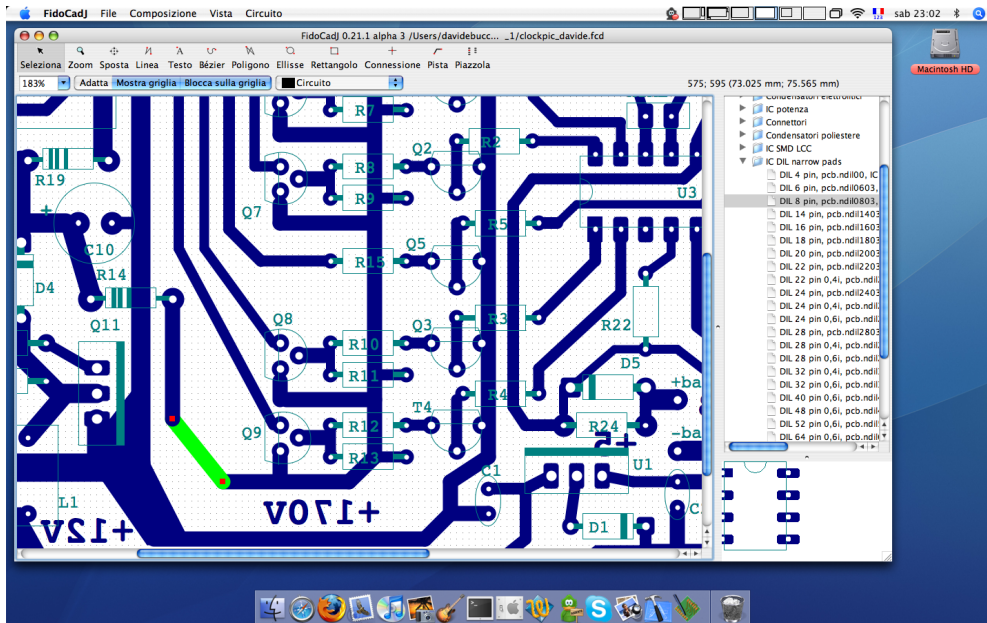 FidoCadJ File Composizione Vista Circuito
sab 23:02
FidoCadJ 0.21.1 alpha 3 /Users/davidebucc... _1/clockpic_davide.fcd
Seleziona Zoom Sposta Linea Testo Bézier Poligono Ellisse Rettangolo Connessione Pista Piazzola
183% Adatta Mostra griglia Blocca sulla griglia Circuito
575; 595 (73.025 mm; 75.565 mm)
Macintosh HD
Condensatori elettrolitici
IC potenza
Connettori
Condensatori poliestere
IC SMD LCC
IC DIL narrow pads
DIL 4 pin, pcb.ndil00, IC
DIL 6 pin, pcb.ndil0603,
DIL 8 pin, pcb.ndil0803,
DIL 14 pin, pcb.ndil1403
DIL 16 pin, pcb.ndil1603
DIL 18 pin, pcb.ndil1803
DIL 20 pin, pcb.ndil2003
DIL 22 pin, pcb.ndil2203
DIL 22 pin 0,4i, pcb.ndil
DIL 24 pin, pcb.ndil2403
DIL 24 pin 0,4i, pcb.ndil
DIL 24 pin 0,6i, pcb.ndil
DIL 28 pin, pcb.ndil2803
DIL 28 pin 0,4i, pcb.ndil
DIL 28 pin 0,6i, pcb.ndil
DIL 32 pin 0,6i, pcb.ndil
DIL 40 pin 0,6i, pcb.ndil
DIL 48 pin 0,6i, pcb.ndil
DIL 52 pin 0,6i, pcb.ndil
DIL 64 pin 0,6i, pcb.ndil
R7
Q2
R2
R19
R8
R9
U3
Q7
+
C10
R5
Q5
R15
R14
D4
Q11
Q8
Q3
R3
R22
R10
D5
R11
+ba
R4
T4
Q9
R12
R24
-ba
R13
U1
C1
L1
+170V
+12V
D1